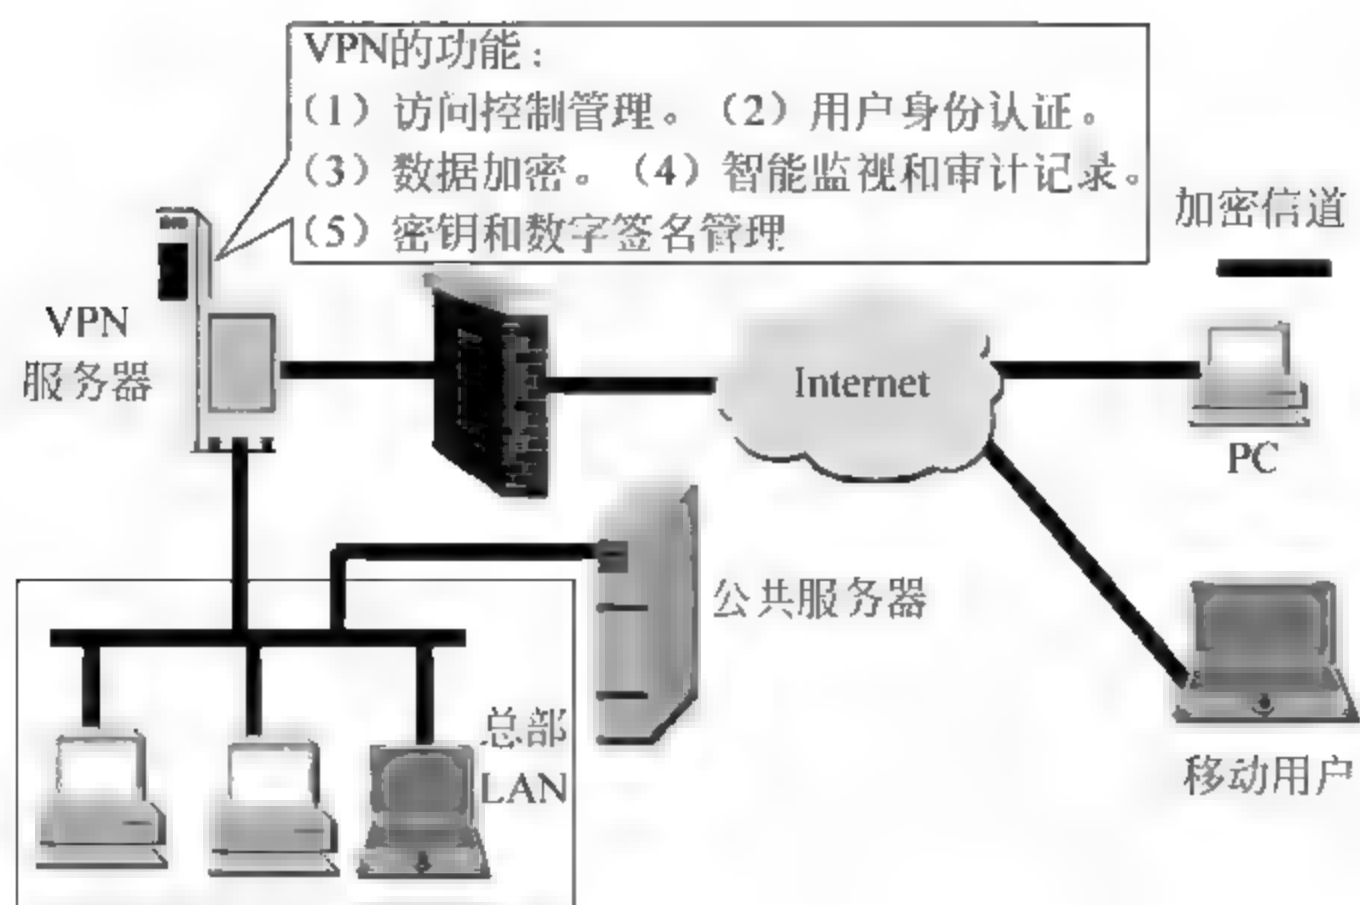 VPN的功能：
（1）访问控制管理。（2）用户身份认证。
（3）数据加密。（4）智能监视和审计记录。
（5）密钥和数字签名管理
加密信道
VPN
服务器
Internet
PC
公共服务器
总部
LAN
移动用户